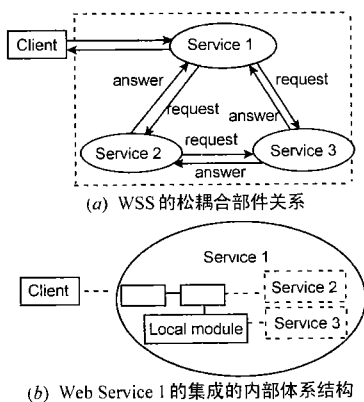 Client
Service 1
answer
request
request
answer
Service 2
request
Service 3
answer
(a) WSS的松耦合部件关系
Service 1
Client
Service 2
Local module
Service 3
(b) Web Service 1的集成的内部体系结构